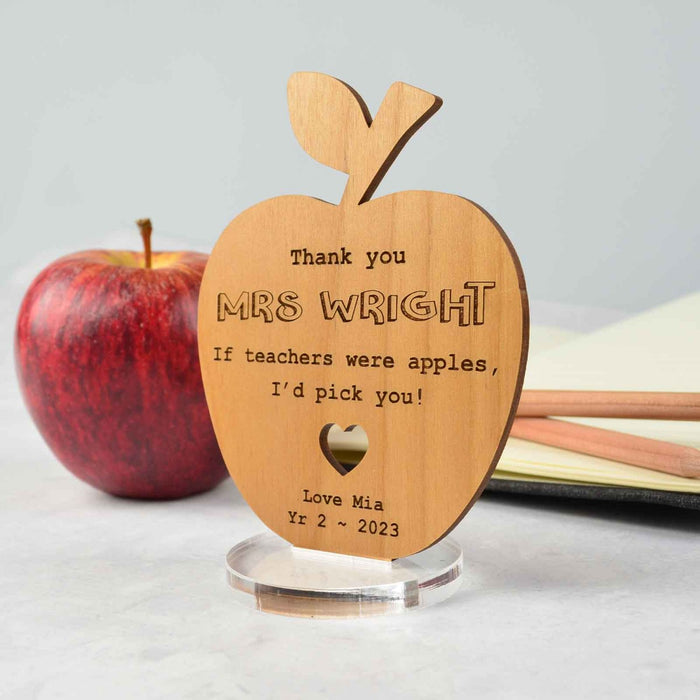 Thank you
MRS WRIGHT
If teachers were apples,
I'd pick you!
Love Mia
Yr 2 ~ 2023